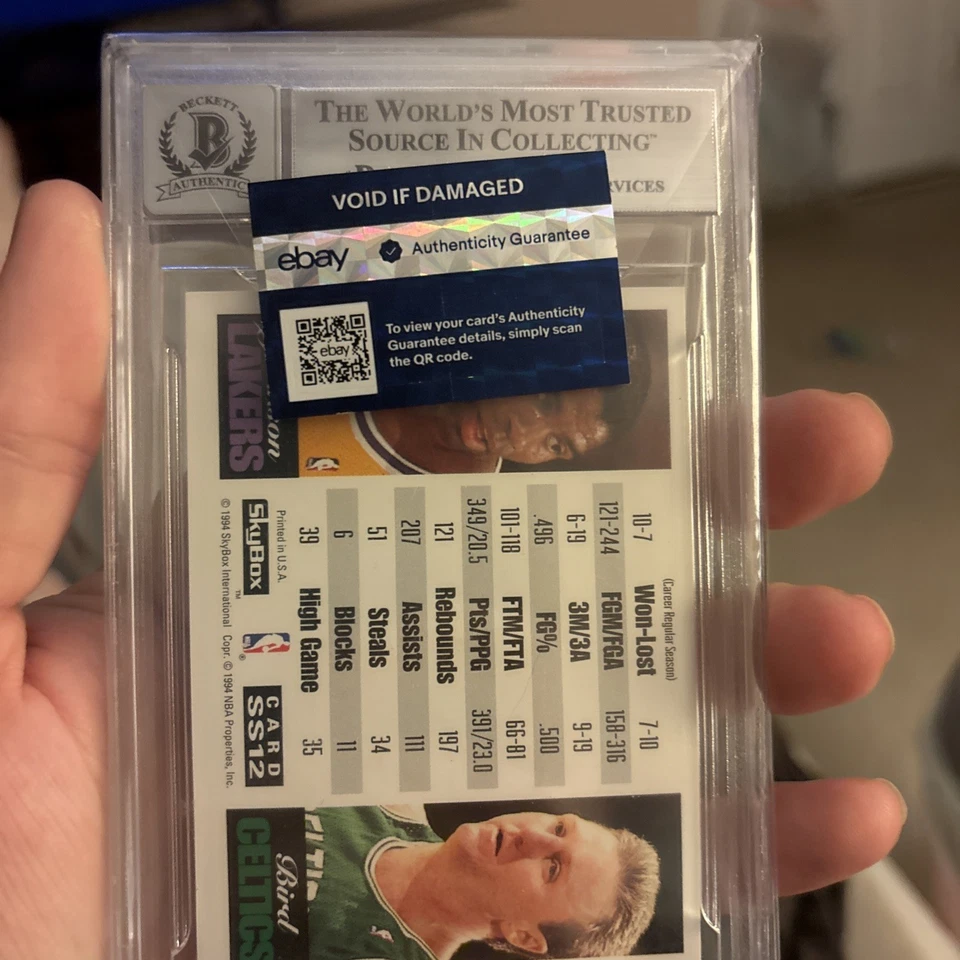 BECKETT
B
AUTHENTIC
THE WORLD'S MOST TRUSTED
SOURCE IN COLLECTING™
VOID IF DAMAGED
ebay Authenticity Guarantee
ebay
To view your card's Authenticity
Guarantee details, simply scan
the QR code.
LAKERS
(Career Regular Season)
10-7 Won-Lost 7-10
121-244 FGM/FGA 158-316
6-19 3M/3A 9-19
.496 FG% .500
101-118 FTM/FTA 66-81
349/20.5 Pts/PPG 391/23.0
121 Rebounds 197
207 Assists 111
51 Steals 34
6 Blocks 11
39 High Game 35
Printed in U.S.A.
SkyBox™
NBA®
CARD
SS12
© 1994 SkyBox International Copr. © 1994 NBA Properties, Inc.
Bird
CELTICS